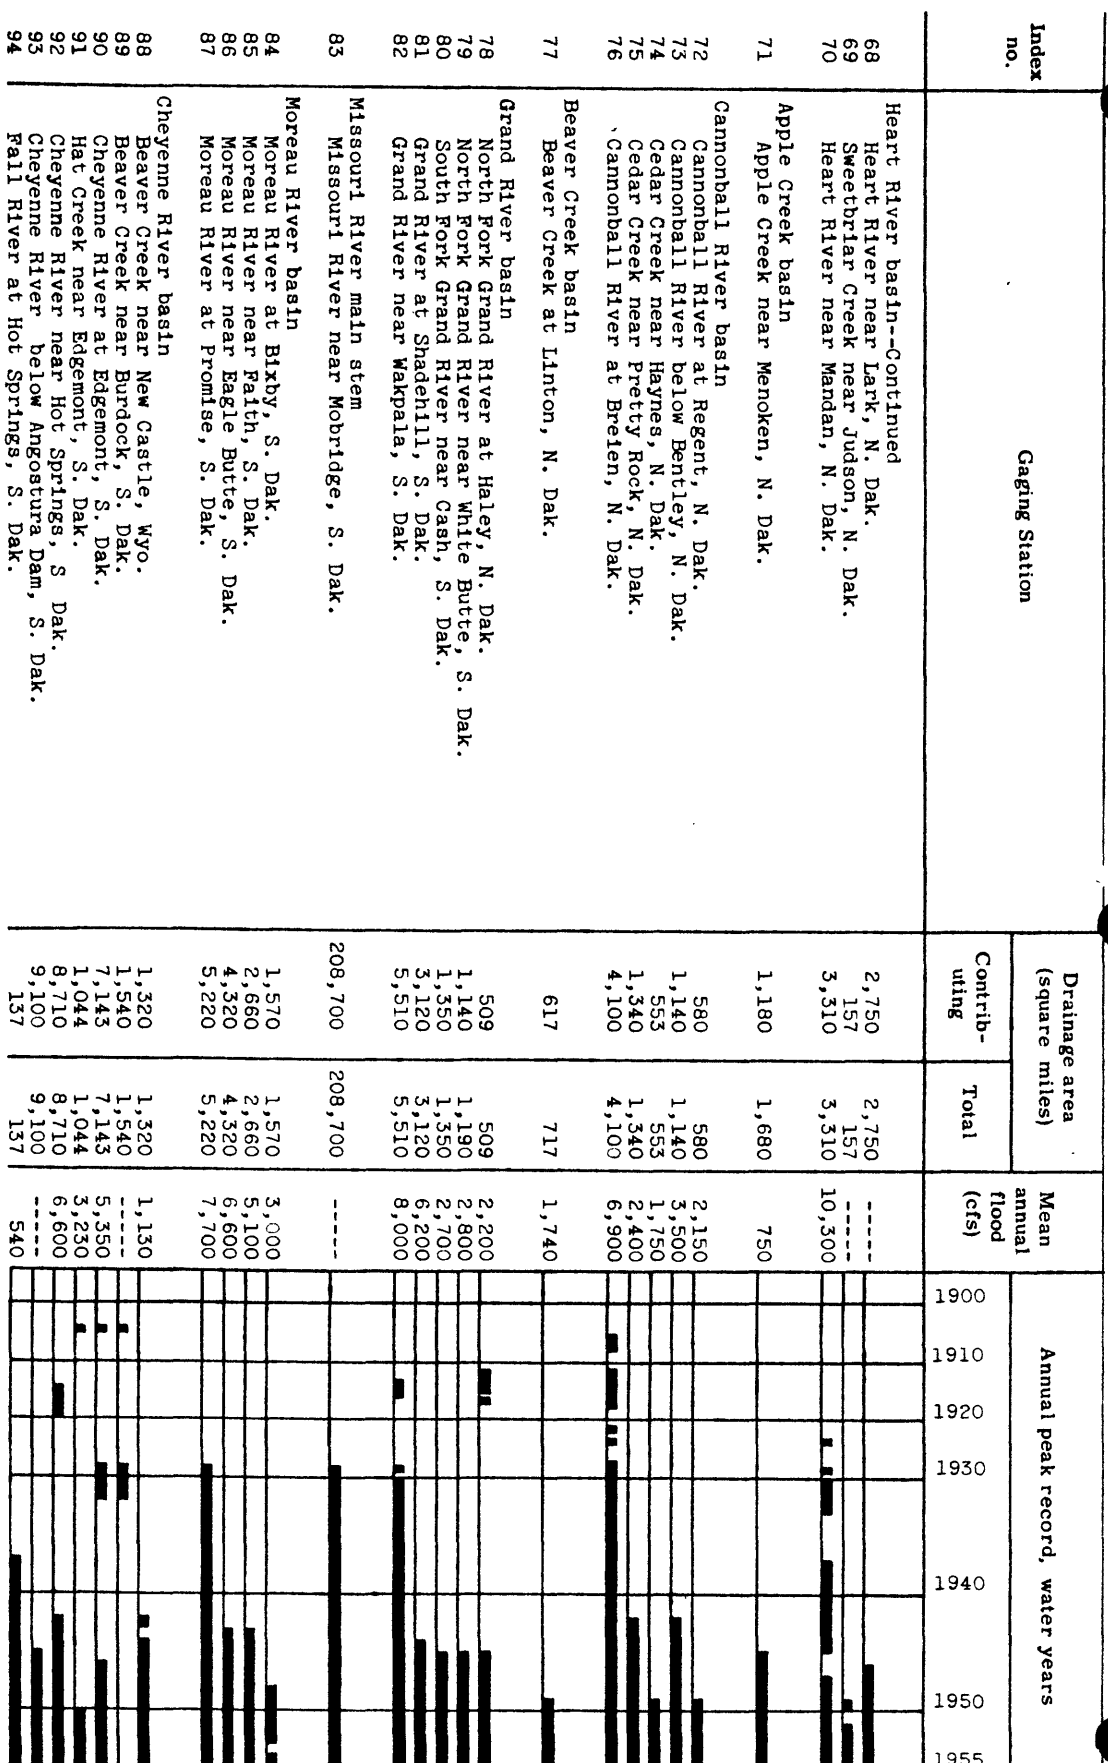 Index no. Gaging Station Drainage area (square miles) Mean annual flood (cfs) Annual peak record, water years
Contrib-uting Total 1900 1910 1920 1930 1940 1950 1955
Heart River basin--Continued
68 Heart River near Lark, N. Dak. 2,750 2,750 -----
69 Sweetbriar Creek near Judson, N. Dak. 157 157 -----
70 Heart River near Mandan, N. Dak. 3,310 3,310 10,300
Apple Creek basin
71 Apple Creek near Menoken, N. Dak. 1,180 1,680 750
Cannonball River basin
72 Cannonball River at Regent, N. Dak. 580 580 2,150
73 Cannonball River below Bentley, N. Dak. 1,140 1,140 3,500
74 Cedar Creek near Haynes, N. Dak. 553 553 1,750
75 Cedar Creek near Pretty Rock, N. Dak. 1,340 1,340 2,400
76 Cannonball River at Breien, N. Dak. 4,100 4,100 6,900
Beaver Creek basin
77 Beaver Creek at Linton, N. Dak. 617 717 1,740
Grand River basin
78 North Fork Grand River at Haley, N. Dak. 509 509 2,200
79 North Fork Grand River near White Butte, S. Dak. 1,140 1,190 2,800
80 South Fork Grand River near Cash, S. Dak. 1,350 1,350 2,700
81 Grand River at Shadehill, S. Dak. 3,120 3,120 6,200
82 Grand River near Wakpala, S. Dak. 5,510 5,510 8,000
Missouri River main stem
83 Missouri River near Mobridge, S. Dak. 208,700 208,700 ----
Moreau River basin
84 Moreau River at Bixby, S. Dak. 1,570 1,570 3,000
85 Moreau River near Faith, S. Dak. 2,660 2,660 5,100
86 Moreau River near Eagle Butte, S. Dak. 4,320 4,320 6,600
87 Moreau River at Promise, S. Dak. 5,220 5,220 7,700
Cheyenne River basin
88 Beaver Creek near New Castle, Wyo. 1,320 1,320 1,130
89 Beaver Creek near Burdock, S. Dak. 1,540 1,540 -----
90 Cheyenne River at Edgemont, S. Dak. 7,143 7,143 5,350
91 Hat Creek near Edgemont, S. Dak. 1,044 1,044 3,230
92 Cheyenne River near Hot Springs, S Dak. 8,710 8,710 6,600
93 Cheyenne River below Angostura Dam, S. Dak. 9,100 9,100 -----
94 Fall River at Hot Springs, S. Dak. 137 137 540